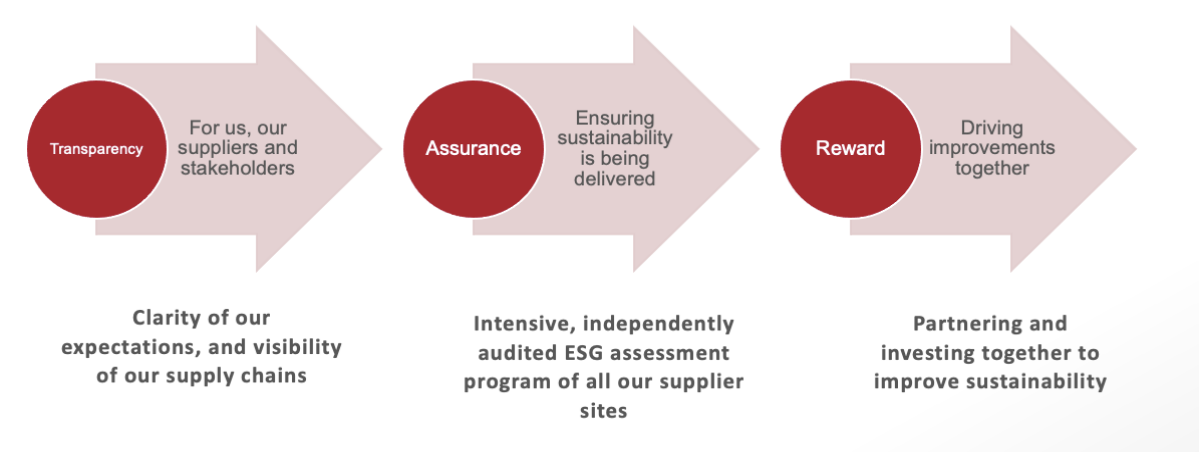 Transparency
For us, our
suppliers and
stakeholders
Assurance
Ensuring
sustainability
is being
delivered
Reward
Driving
improvements
together
Clarity of our
expectations, and visibility
of our supply chains
Intensive, independently
audited ESG assessment
program of all our supplier
sites
Partnering and
investing together to
improve sustainability